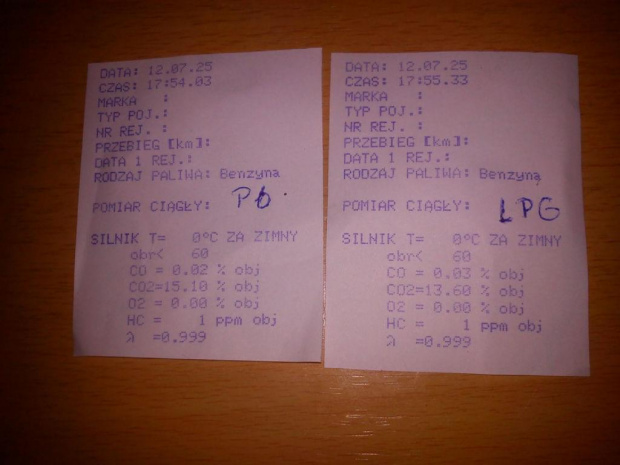 DATA: 12.07.25
CZAS: 17:54.03
MARKA :
TYP POJ.:
NR REJ. :
PRZEBIEG [km]:
DATA 1 REJ.:
RODZAJ PALIWA: Benzyna
POMIAR CIĄGŁY: Pb.
SILNIK T= 0°C ZA ZIMNY
obr< 60
CO = 0.02 % obj
CO2=15.10 % obj
O2 = 0.00 % obj
HC = 1 ppm obj
λ =0.999
DATA: 12.07.25
CZAS: 17:55.33
MARKA :
TYP POJ.:
NR REJ. :
PRZEBIEG [km]:
DATA 1 REJ.:
RODZAJ PALIWA: Benzyna
POMIAR CIĄGŁY: LPG
SILNIK T= 0°C ZA ZIMNY
obr< 60
CO = 0.03 % obj
CO2=13.60 % obj
O2 = 0.00 % obj
HC = 1 ppm obj
λ =0.999